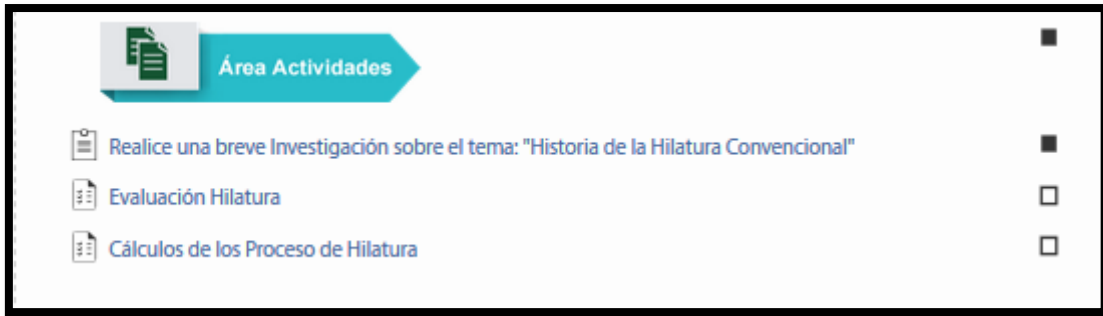 Área Actividades
Realice una breve Investigación sobre el tema: "Historia de la Hilatura Convencional"
Evaluación Hilatura
Cálculos de los Proceso de Hilatura